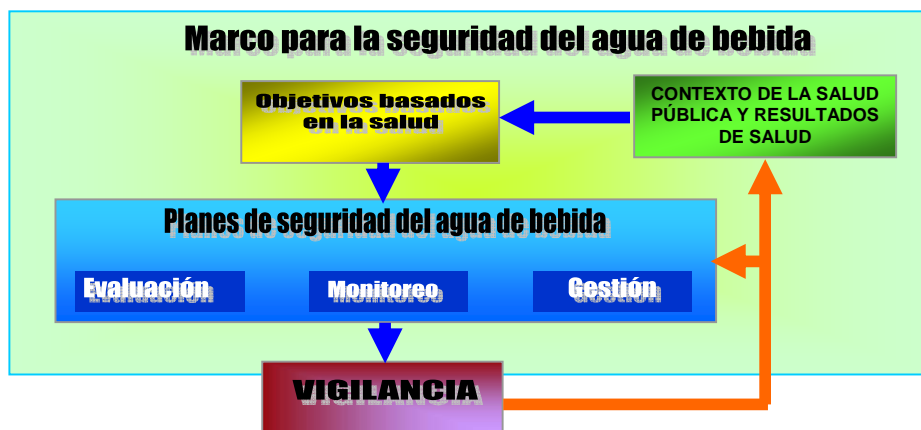 Marco para la seguridad del agua de bebida
Objetivos basados
en la salud
CONTEXTO DE LA SALUD
PÚBLICA Y RESULTADOS
DE SALUD
Planes de seguridad del agua de bebida
Evaluación
Monitoreo
Gestión
VIGILANCIA